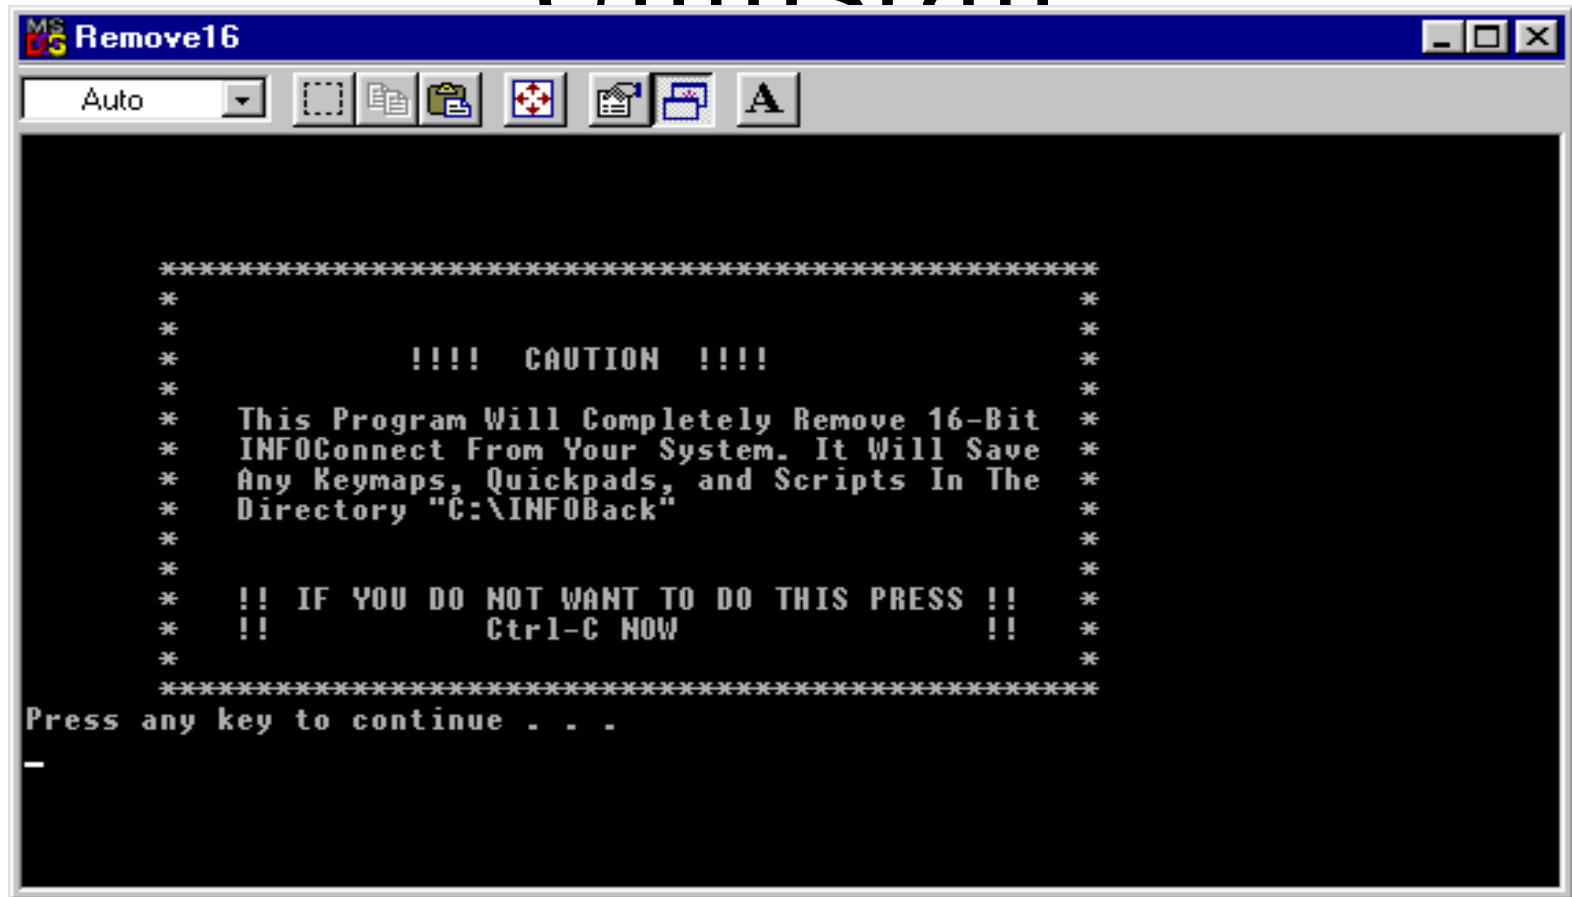 Remove16
Auto
A
**************************************************
* *
* *
* !!!! CAUTION !!!! *
* *
* This Program Will Completely Remove 16-Bit *
* INFOConnect From Your System. It Will Save *
* Any Keymaps, Quickpads, and Scripts In The *
* Directory "C:\INFOBack" *
* *
* *
* !! IF YOU DO NOT WANT TO DO THIS PRESS !! *
* !! Ctrl-C NOW !! *
* *
**************************************************
Press any key to continue . . .